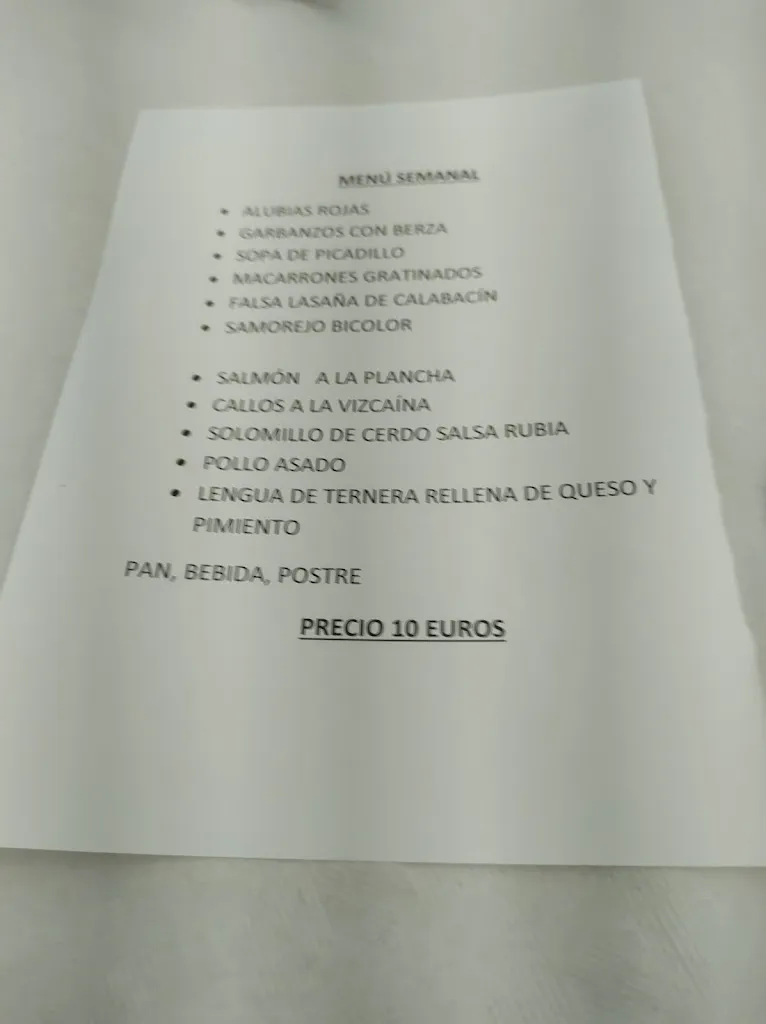 MENÚ SEMANAL
• ALUBIAS ROJAS
• GARBANZOS CON BERZA
• SOPA DE PICADILLO
• MACARRONES GRATINADOS
• FALSA LASAÑA DE CALABACÍN
• SAMOREJO BICOLOR
• SALMÓN A LA PLANCHA
• CALLOS A LA VIZCAÍNA
• SOLOMILLO DE CERDO SALSA RUBIA
• POLLO ASADO
• LENGUA DE TERNERA RELLENA DE QUESO Y
PIMIENTO
PAN, BEBIDA, POSTRE
PRECIO 10 EUROS